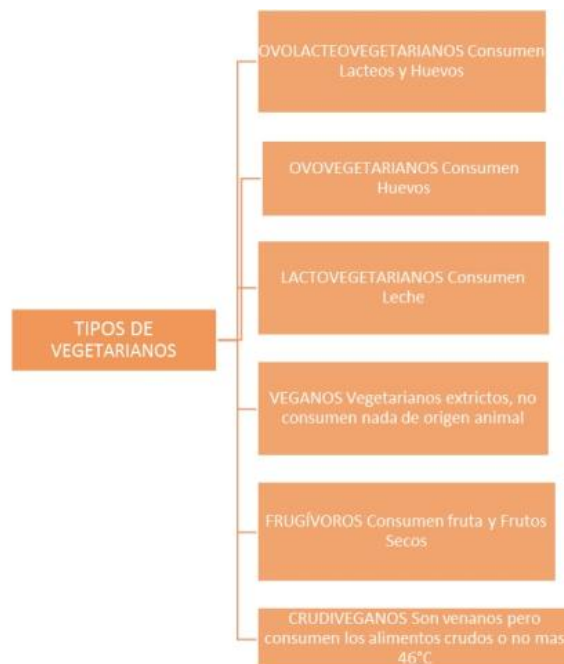 OVOLACTEOVEGETARIANOS Consumen
Lacteos y Huevos
OVOVEGETARIANOS Consumen
Huevos
LACTOVEGETARIANOS Consumen
Leche
TIPOS DE
VEGETARIANOS
VEGANOS Vegetarianos extrictos, no
consumen nada de origen animal
FRUGÍVOROS Consumen fruta y Frutos
Secos
CRUDIVEGANOS Son venanos pero
consumen los alimentos crudos o no mas
46°C